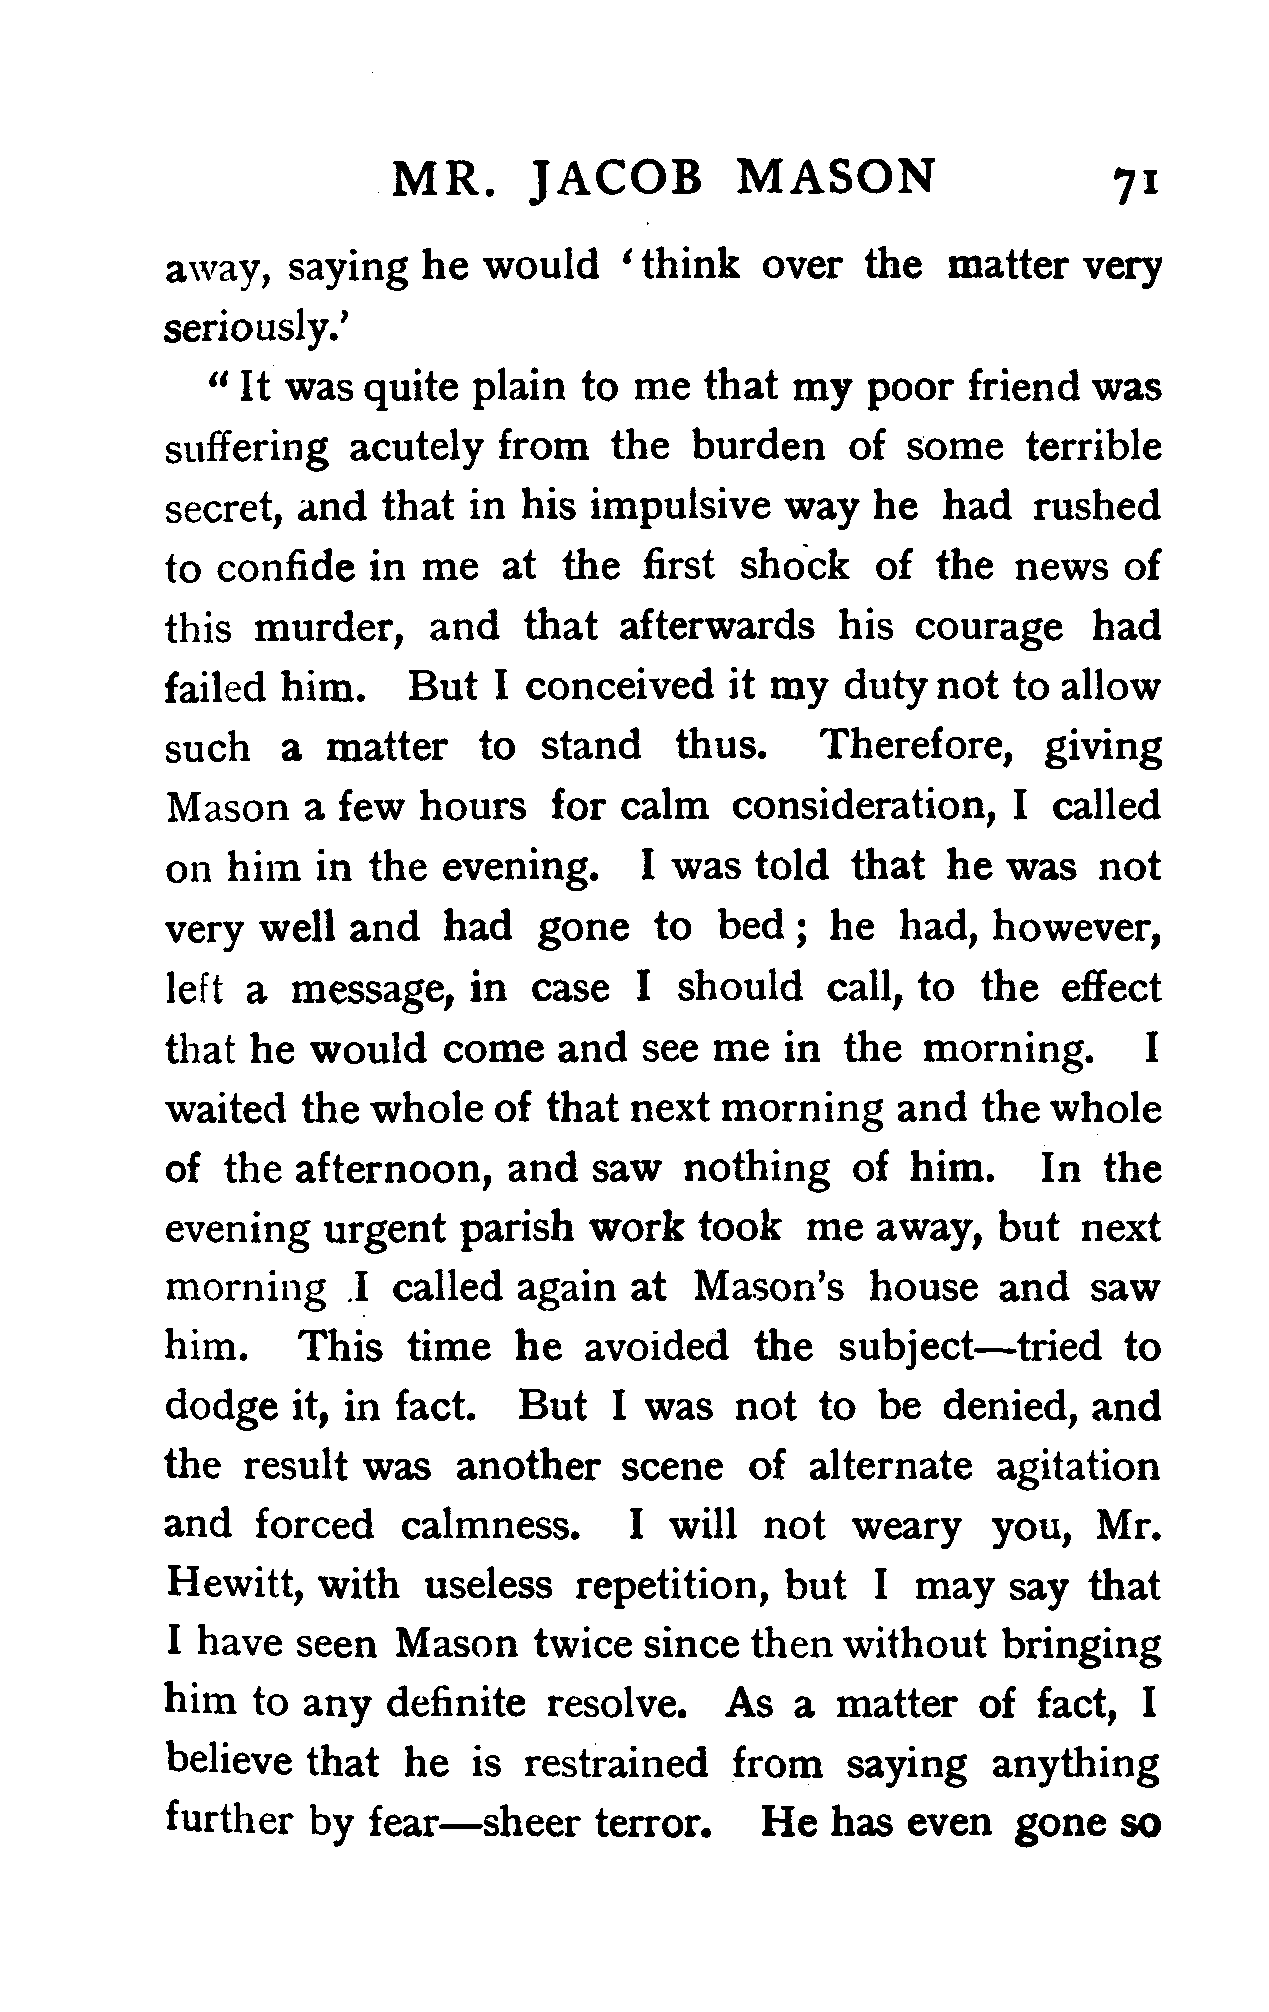 MR. JACOB MASON 71
away, saying he would ‘think over the matter very
seriously.’
“It was quite plain to me that my poor friend was
suffering acutely from the burden of some terrible
secret, and that in his impulsive way he had rushed
to confide in me at the first shock of the news of
this murder, and that afterwards his courage had
failed him. But I conceived it my duty not to allow
such a matter to stand thus. Therefore, giving
Mason a few hours for calm consideration, I called
on him in the evening. I was told that he was not
very well and had gone to bed; he had, however,
left a message, in case I should call, to the effect
that he would come and see me in the morning. I
waited the whole of that next morning and the whole
of the afternoon, and saw nothing of him. In the
evening urgent parish work took me away, but next
morning I called again at Mason’s house and saw
him. This time he avoided the subject—tried to
dodge it, in fact. But I was not to be denied, and
the result was another scene of alternate agitation
and forced calmness. I will not weary you, Mr.
Hewitt, with useless repetition, but I may say that
I have seen Mason twice since then without bringing
him to any definite resolve. As a matter of fact, I
believe that he is restrained from saying anything
further by fear—sheer terror. He has even gone so